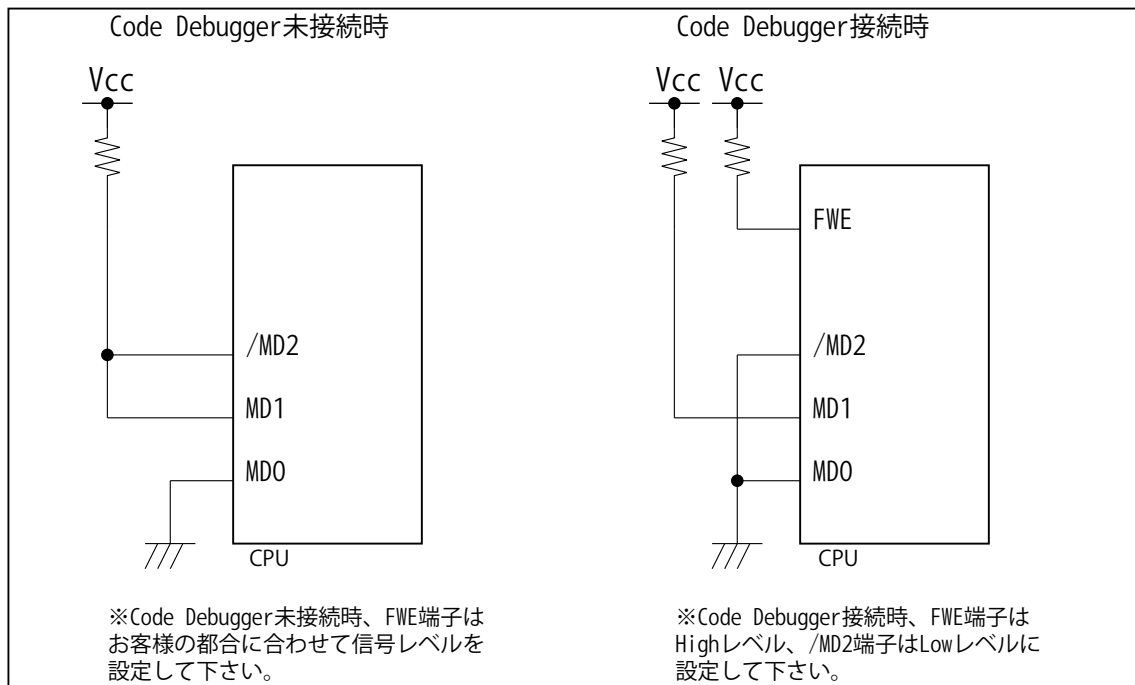 Code Debugger未接続時
Vcc
/MD2
MD1
MD0
CPU
※Code Debugger未接続時、FWE端子は
お客様の都合に合わせて信号レベルを
設定して下さい。
Code Debugger接続時
Vcc Vcc
FWE
/MD2
MD1
MD0
CPU
※Code Debugger接続時、FWE端子は
Highレベル、/MD2端子はLowレベルに
設定して下さい。